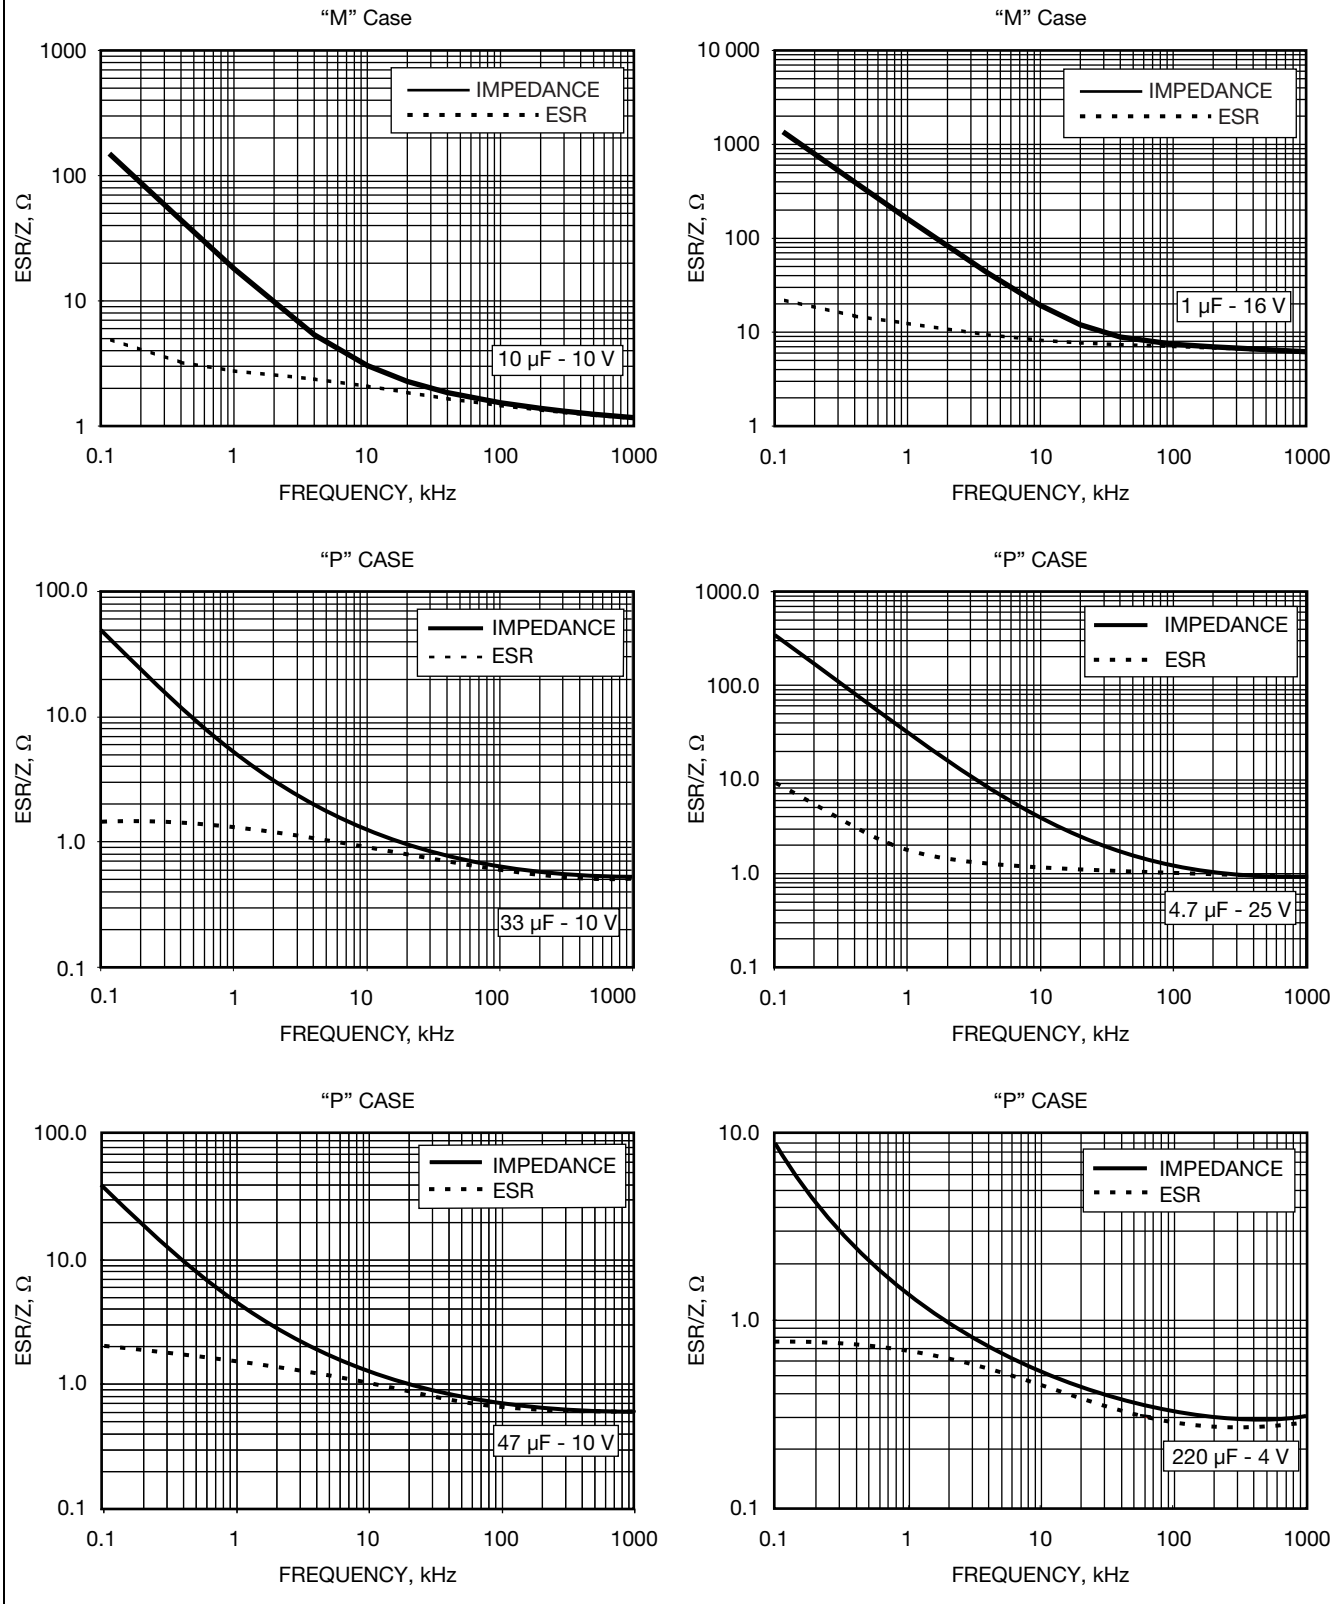 “M” Case
1000
100
10
1
ESR/Z, Ω
IMPEDANCE
ESR
10 µF - 10 V
0.1 1 10 100 1000
FREQUENCY, kHz
“M” Case
10 000
1000
100
10
1
ESR/Z, Ω
IMPEDANCE
ESR
1 µF - 16 V
0.1 1 10 100 1000
FREQUENCY, kHz
“P” CASE
100.0
10.0
1.0
0.1
ESR/Z, Ω
IMPEDANCE
ESR
33 µF - 10 V
0.1 1 10 100 1000
FREQUENCY, kHz
“P” CASE
1000.0
100.0
10.0
1.0
0.1
ESR/Z, Ω
IMPEDANCE
ESR
4.7 µF - 25 V
0.1 1 10 100 1000
FREQUENCY, kHz
“P” CASE
100.0
10.0
1.0
0.1
ESR/Z, Ω
IMPEDANCE
ESR
47 µF - 10 V
0.1 1 10 100 1000
FREQUENCY, kHz
“P” CASE
10.0
1.0
0.1
ESR/Z, Ω
IMPEDANCE
ESR
220 µF - 4 V
0.1 1 10 100 1000
FREQUENCY, kHz